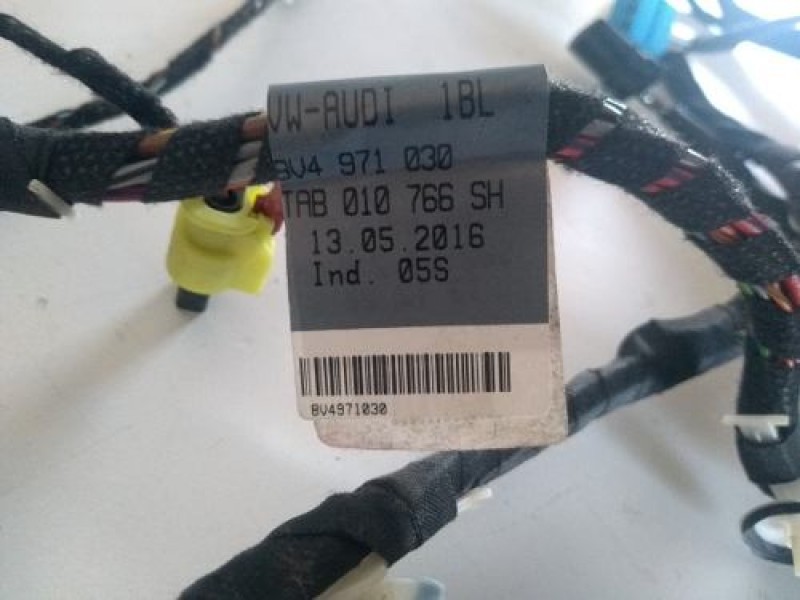 VW-AUDI 1BL
8V4 971 030
TAB 010 766 SH
13.05.2016
Ind. 05S
8V4971030